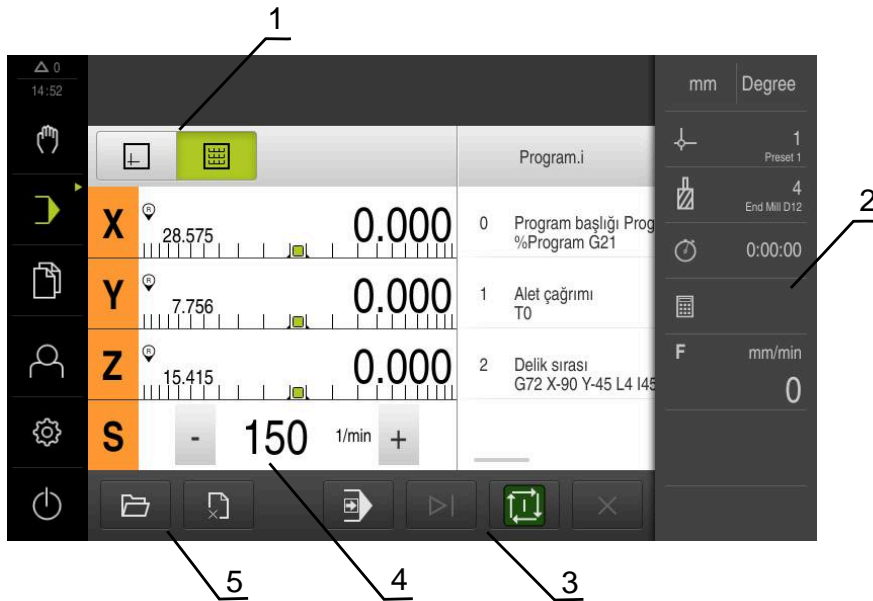 1
△ 0
14:52
mm Degree
Program.i
1
Preset 1
4
End Mill D12
2
0:00:00
F mm/min
0
X R 28.575 0.000
Y R 7.756 0.000
Z R 15.415 0.000
S - 150 1/min +
0 Program başlığı Prog
%Program G21
1 Alet çağrımı
T0
2 Delik sırası
G72 X-90 Y-45 L4 I45
5
4
3